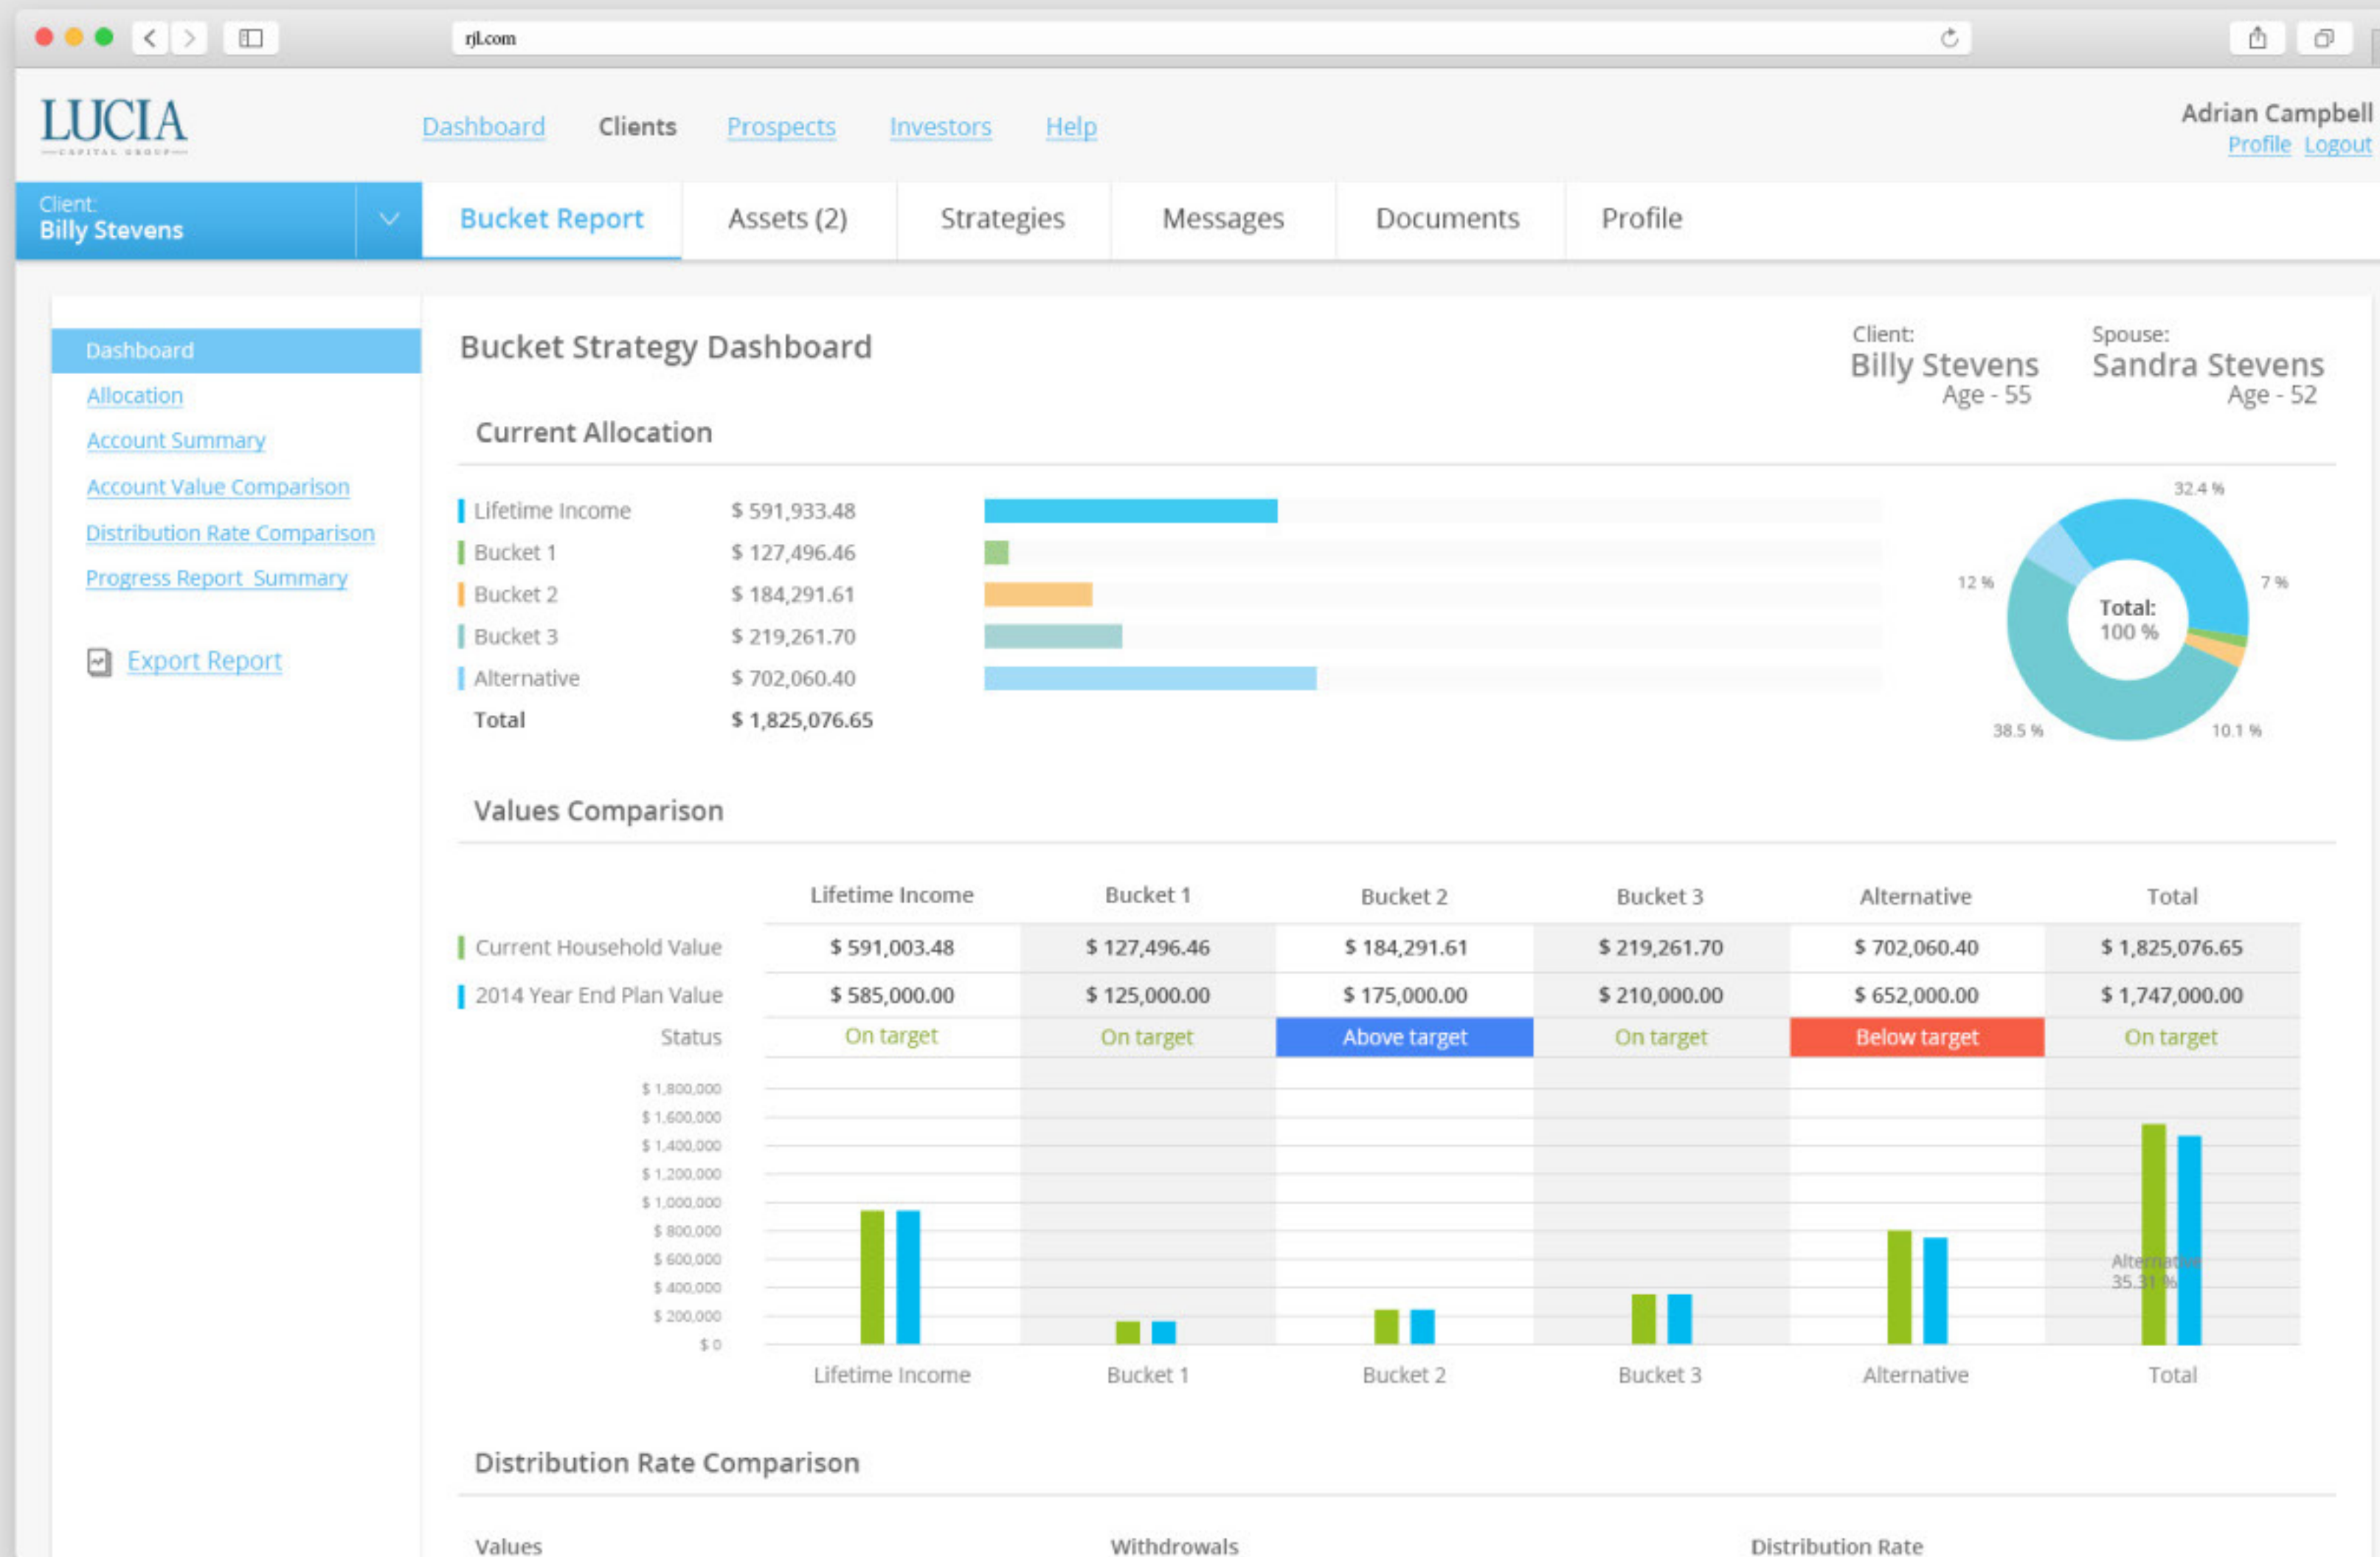 rjl.com
LUCIA
CAPITAL GROUP
Dashboard Clients Prospects Investors Help
Adrian Campbell
Profile Logout
Client:
Billy Stevens
Bucket Report Assets (2) Strategies Messages Documents Profile
Dashboard
Allocation
Account Summary
Account Value Comparison
Distribution Rate Comparison
Progress Report Summary
Export Report
Bucket Strategy Dashboard
Client:
Billy Stevens
Age - 55
Spouse:
Sandra Stevens
Age - 52
Current Allocation
Lifetime Income $ 591,933.48
Bucket 1 $ 127,496.46
Bucket 2 $ 184,291.61
Bucket 3 $ 219,261.70
Alternative $ 702,060.40
Total $ 1,825,076.65
32.4 %
12 %
7 %
Total:
100 %
38.5 %
10.1 %
Values Comparison
Lifetime Income Bucket 1 Bucket 2 Bucket 3 Alternative Total
Current Household Value $ 591,003.48 $ 127,496.46 $ 184,291.61 $ 219,261.70 $ 702,060.40 $ 1,825,076.65
2014 Year End Plan Value $ 585,000.00 $ 125,000.00 $ 175,000.00 $ 210,000.00 $ 652,000.00 $ 1,747,000.00
Status On target On target Above target On target Below target On target
$ 1,800,000
$ 1,600,000
$ 1,400,000
$ 1,200,000
$ 1,000,000
$ 800,000
$ 600,000
$ 400,000
$ 200,000
$ 0
Alternative
35.31 %
Lifetime Income Bucket 1 Bucket 2 Bucket 3 Alternative Total
Distribution Rate Comparison
Values Withdrowals Distribution Rate